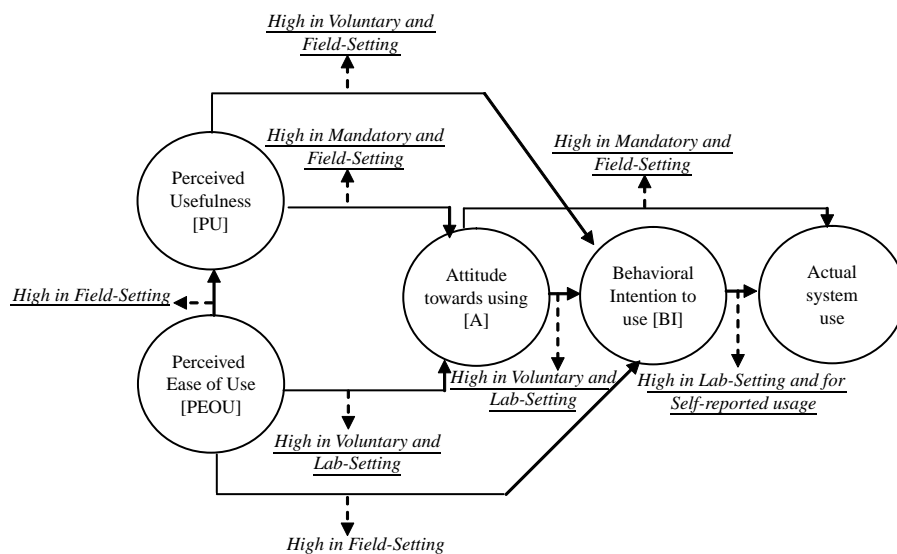 High in Voluntary and
Field-Setting
High in Mandatory and
Field-Setting
High in Mandatory and
Field-Setting
Perceived
Usefulness
[PU]
Attitude
towards using
[A]
Behavioral
Intention to
use [BI]
Actual
system
use
High in Field-Setting
Perceived
Ease of Use
[PEOU]
High in Voluntary and
Lab-Setting
High in Lab-Setting and for
Self-reported usage
High in Voluntary and
Lab-Setting
High in Field-Setting